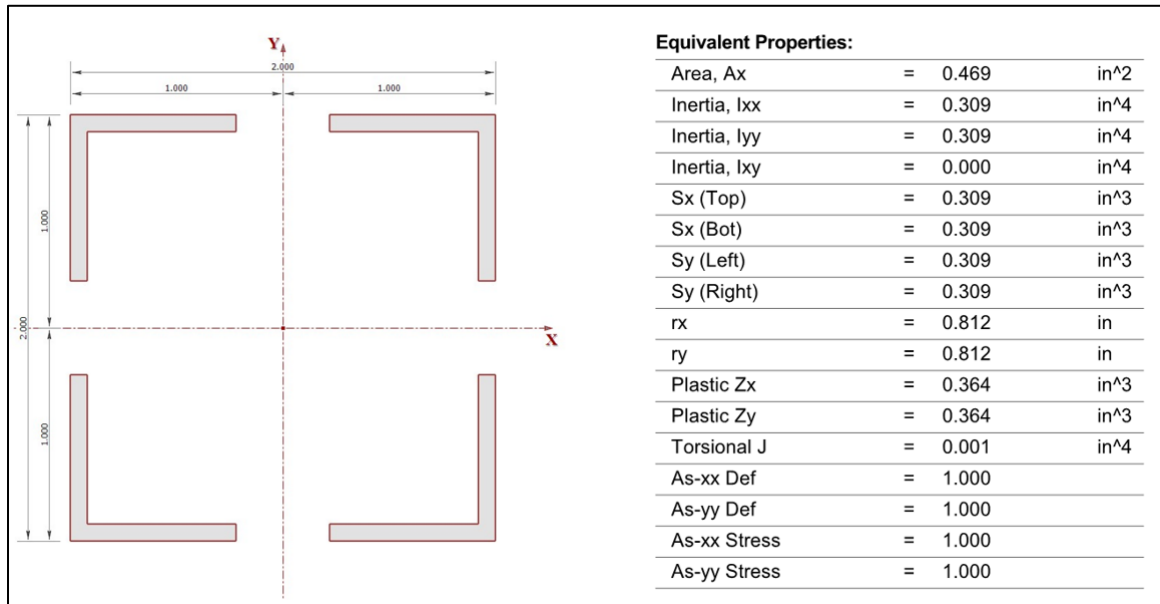 Y
2.000
1.000 1.000
1.000
2.000
X
1.000
Equivalent Properties:
Area, Ax = 0.469 in^2
Inertia, Ixx = 0.309 in^4
Inertia, Iyy = 0.309 in^4
Inertia, Ixy = 0.000 in^4
Sx (Top) = 0.309 in^3
Sx (Bot) = 0.309 in^3
Sy (Left) = 0.309 in^3
Sy (Right) = 0.309 in^3
rx = 0.812 in
ry = 0.812 in
Plastic Zx = 0.364 in^3
Plastic Zy = 0.364 in^3
Torsional J = 0.001 in^4
As-xx Def = 1.000
As-yy Def = 1.000
As-xx Stress = 1.000
As-yy Stress = 1.000